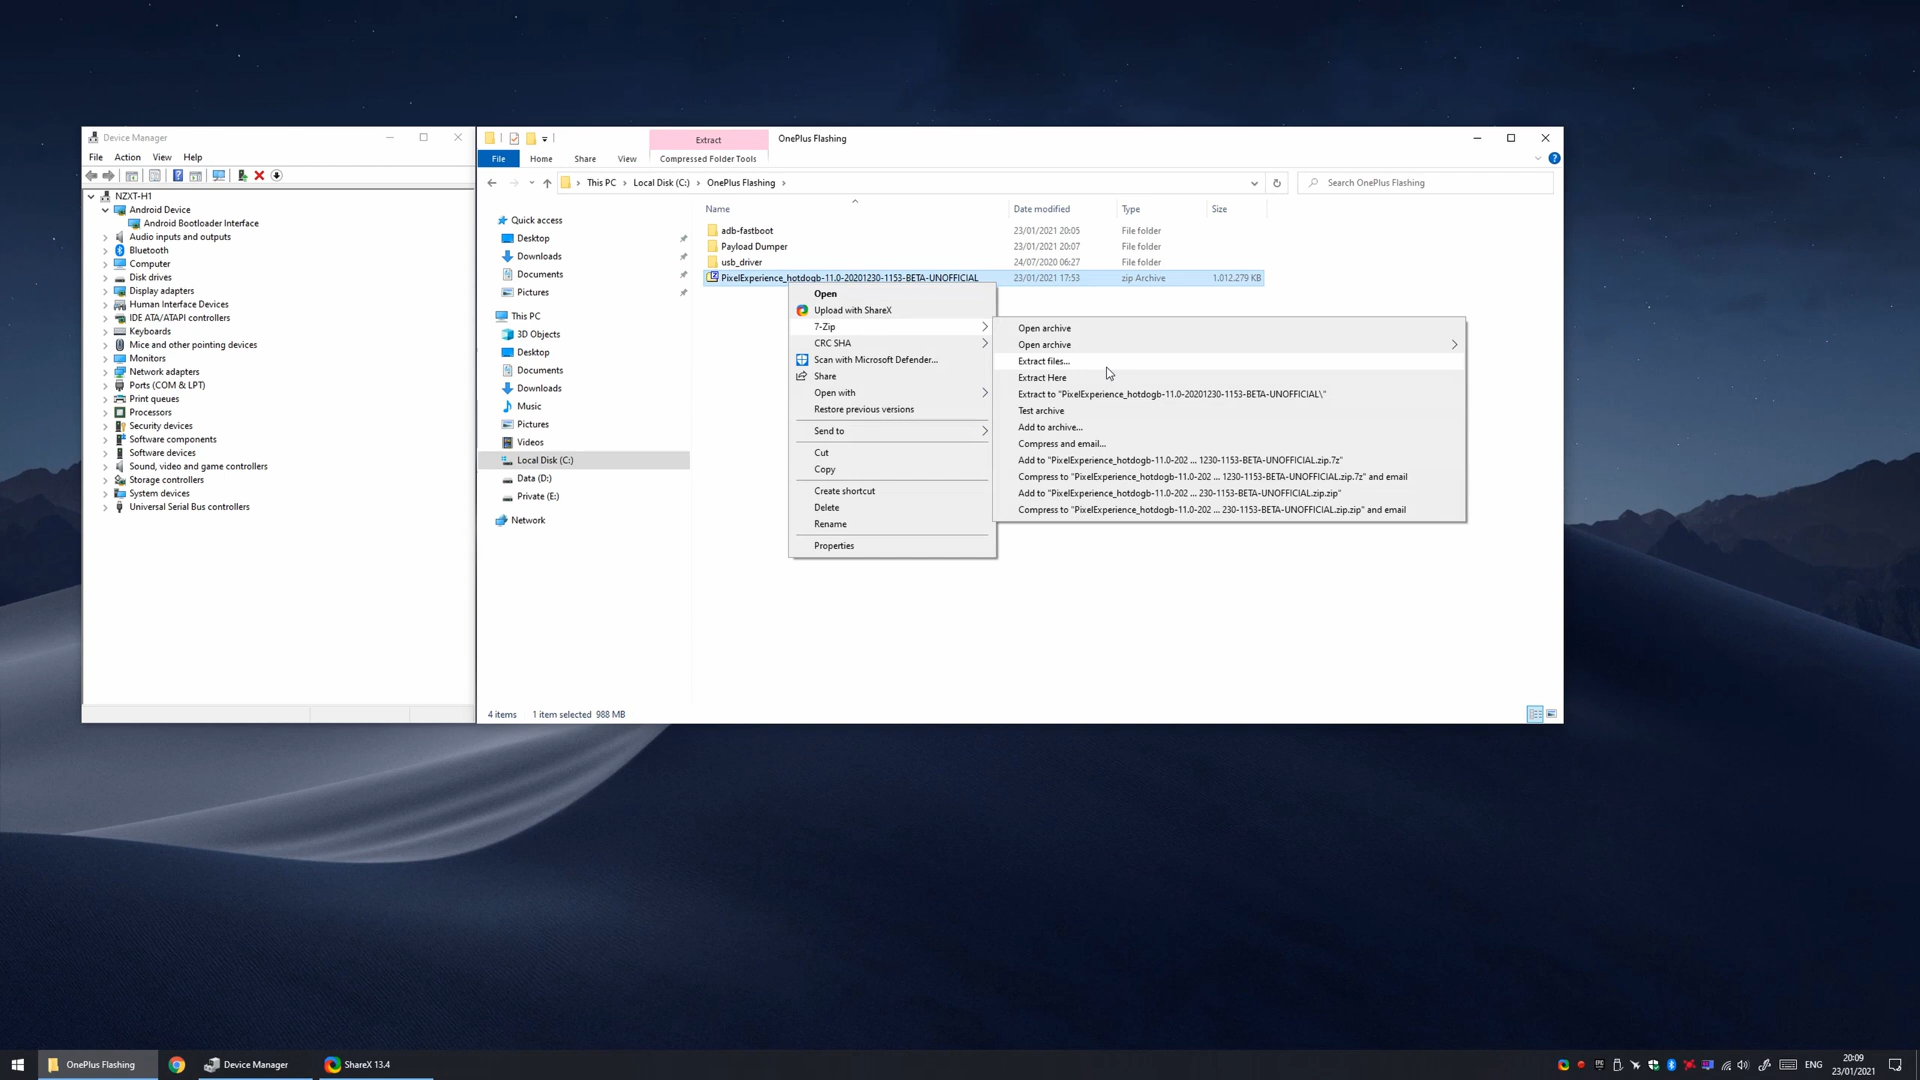 Device Manager
File Action View Help
NZXT-H1
Android Device
Android Bootloader Interface
Audio inputs and outputs
Bluetooth
Computer
Disk drives
Display adapters
Human Interface Devices
IDE ATA/ATAPI controllers
Keyboards
Mice and other pointing devices
Monitors
Network adapters
Ports (COM & LPT)
Print queues
Processors
Security devices
Software components
Software devices
Sound, video and game controllers
Storage controllers
System devices
Universal Serial Bus controllers
Extract
OnePlus Flashing
File Home Share View Compressed Folder Tools
This PC > Local Disk (C:) > OnePlus Flashing >
Search OnePlus Flashing
Quick access
Desktop
Downloads
Documents
Pictures
This PC
3D Objects
Desktop
Documents
Downloads
Music
Pictures
Videos
Local Disk (C:)
Data (D:)
Private (E:)
Network
Name Date modified Type Size
adb-fastboot 23/01/2021 20:05 File folder
Payload Dumper 23/01/2021 20:07 File folder
usb_driver 24/07/2020 06:27 File folder
PixelExperience_hotdogb-11.0-20201230-1153-BETA-UNOFFICIAL 23/01/2021 17:53 zip Archive 1.012.279 KB
Open
Upload with ShareX
7-Zip
CRC SHA
Scan with Microsoft Defender...
Share
Open with
Restore previous versions
Send to
Cut
Copy
Create shortcut
Delete
Rename
Properties
Open archive
Open archive
Extract files...
Extract Here
Extract to "PixelExperience_hotdogb-11.0-20201230-1153-BETA-UNOFFICIAL\"
Test archive
Add to archive...
Compress and email...
Add to "PixelExperience_hotdogb-11.0-202 ... 1230-1153-BETA-UNOFFICIAL.zip.7z"
Compress to "PixelExperience_hotdogb-11.0-202 ... 1230-1153-BETA-UNOFFICIAL.zip.7z" and email
Add to "PixelExperience_hotdogb-11.0-202 ... 230-1153-BETA-UNOFFICIAL.zip.zip"
Compress to "PixelExperience_hotdogb-11.0-202 ... 230-1153-BETA-UNOFFICIAL.zip.zip" and email
4 items 1 item selected 988 MB
OnePlus Flashing
Device Manager
ShareX 13.4
ENG
20:09
23/01/2021